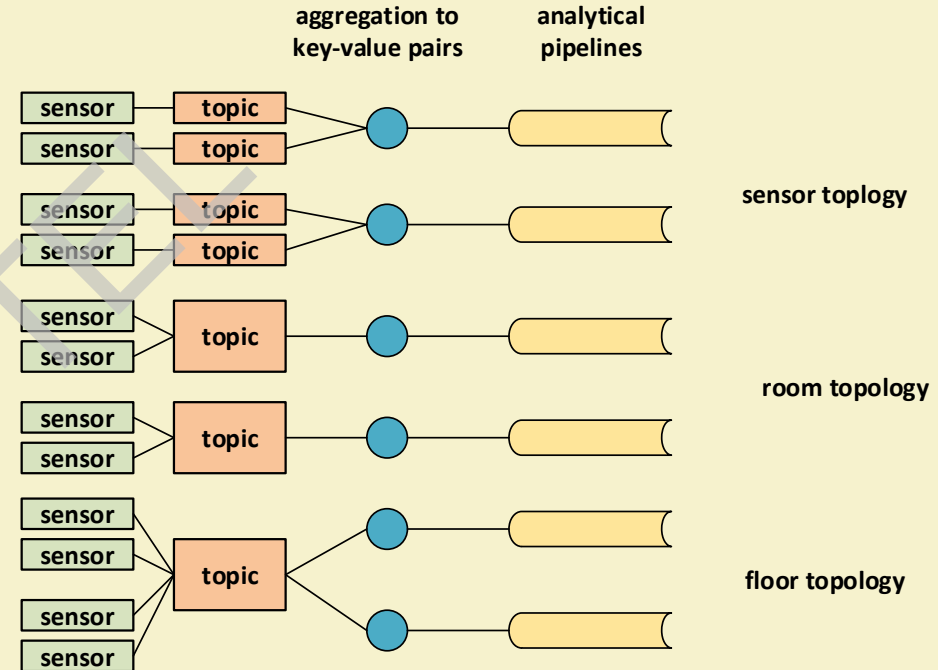 aggregation to
key-value pairs
analytical
pipelines
sensor
topic
sensor
topic
sensor toplogy
sensor
topic
sensor
topic
sensor
sensor
topic
room topology
sensor
sensor
topic
sensor
sensor
topic
floor topology
sensor
sensor